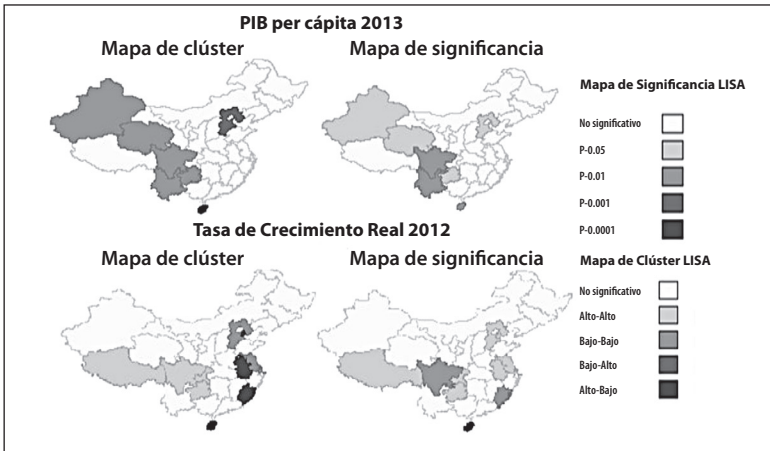 PIB per cápita 2013
Mapa de clúster
Mapa de significancia
Mapa de Significancia LISA
No significativo
P-0.05
P-0.01
P-0.001
P-0.0001
Tasa de Crecimiento Real 2012
Mapa de clúster
Mapa de significancia
Mapa de Clúster LISA
No significativo
Alto-Alto
Bajo-Bajo
Bajo-Alto
Alto-Bajo